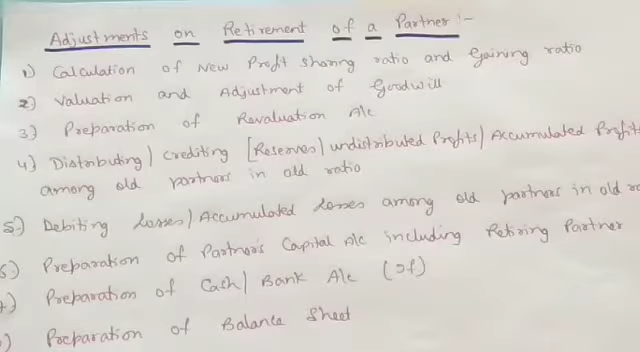 Adjustments on Retirement of a Partner :-
1) Calculation of New Profit sharing ratio and Gaining ratio
2) Valuation and Adjustment of Goodwill
3) Preparation of Revaluation A/c
4) Distributing / Crediting [Reserves / undistributed Profits / Accumulated Profits
among old partners in old ratio
5) Debiting losses / Accumulated losses among old partners in old
6) Preparation of Partner's Capital A/c including Retiring Partner
7) Preparation of Cash / Bank A/c (If)
) Preparation of Balance Sheet